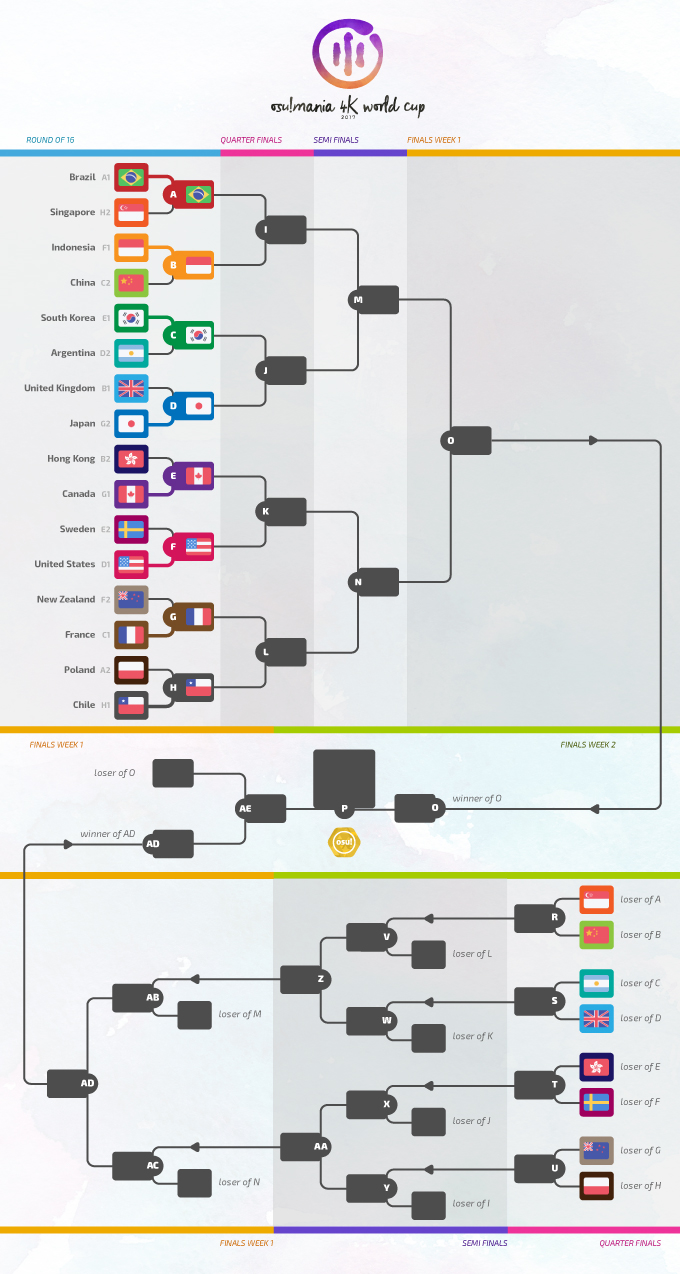 osu!mania 4K world cup
2017
ROUND OF 16 QUARTER FINALS SEMI FINALS FINALS WEEK 1
Brazil A1
A
Singapore H2
I
Indonesia F1
B
China C2
M
South Korea E1
C
Argentina D2
J
United Kingdom B1
D
Japan G2
O
Hong Kong B2
E
Canada G1
K
Sweden E2
F
United States D1
N
New Zealand F2
G
France C1
L
Poland A2
H
Chile H1
FINALS WEEK 1 FINALS WEEK 2
loser of O
winner of O
AE P O
winner of AD
AD osu!
loser of A
R
V loser of B
loser of L
Z loser of C
AB S
loser of M W loser of D
loser of K
loser of E
AD T
X loser of F
loser of J
AA loser of G
AC U
loser of N Y loser of H
loser of I
FINALS WEEK 1 SEMI FINALS QUARTER FINALS